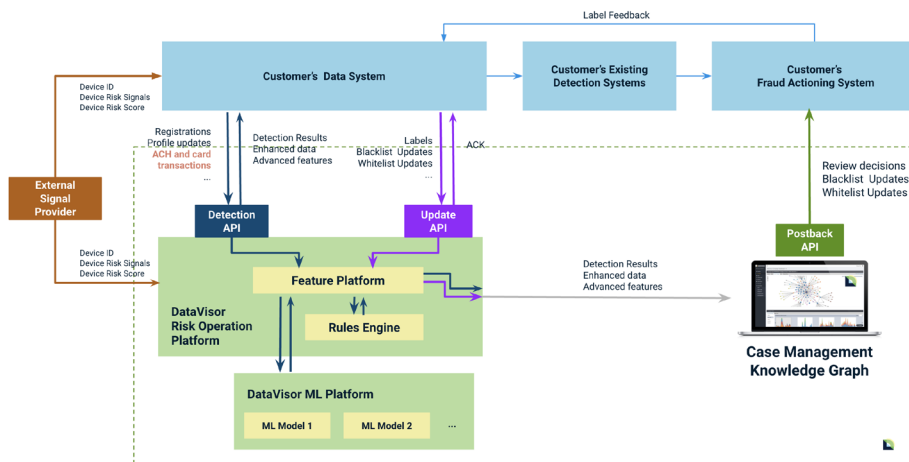 Label Feedback
Customer's Data System
Customer's Existing
Detection Systems
Customer's
Fraud Actioning System
Device ID
Device Risk Signals
Device Risk Score
Registrations
Profile updates
ACH and card
transactions
...
Detection Results
Enhanced data
Advanced features
Labels
Blacklist Updates
Whitelist Updates
...
ACK
Review decisions
Blacklist Updates
Whitelist Updates
External
Signal
Provider
Detection
API
Update
API
Postback
API
Device ID
Device Risk Signals
Device Risk Score
Feature Platform
Detection Results
Enhanced data
Advanced features
DataVisor
Risk Operation
Platform
Rules Engine
Case Management
Knowledge Graph
DataVisor ML Platform
ML Model 1
ML Model 2
...